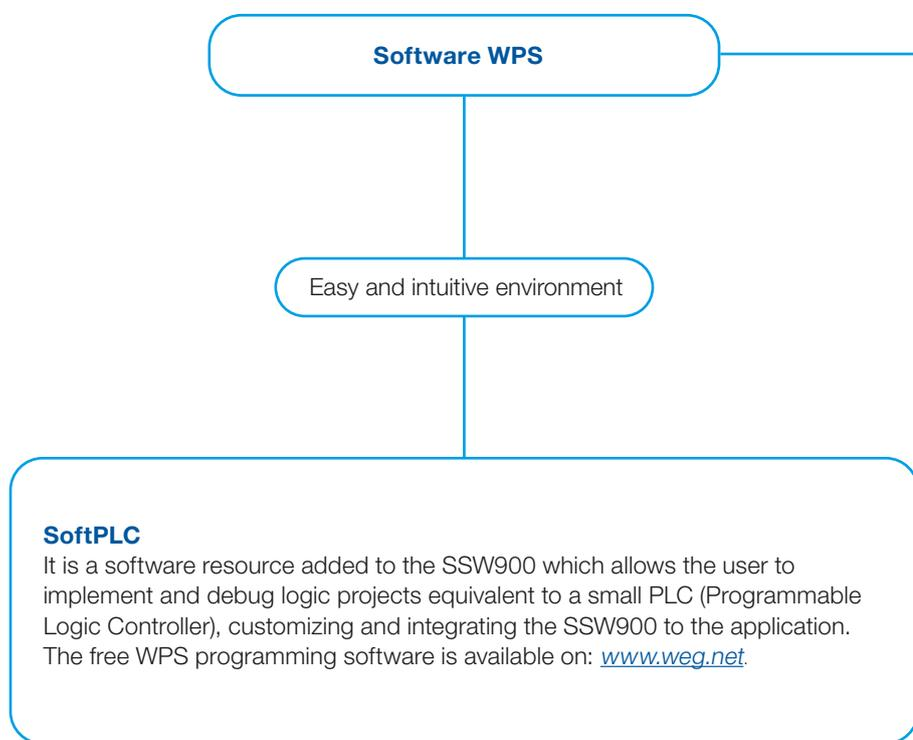 Software WPS
Easy and intuitive environment
SoftPLC
It is a software resource added to the SSW900 which allows the user to
implement and debug logic projects equivalent to a small PLC (Programmable
Logic Controller), customizing and integrating the SSW900 to the application.
The free WPS programming software is available on: www.weg.net.